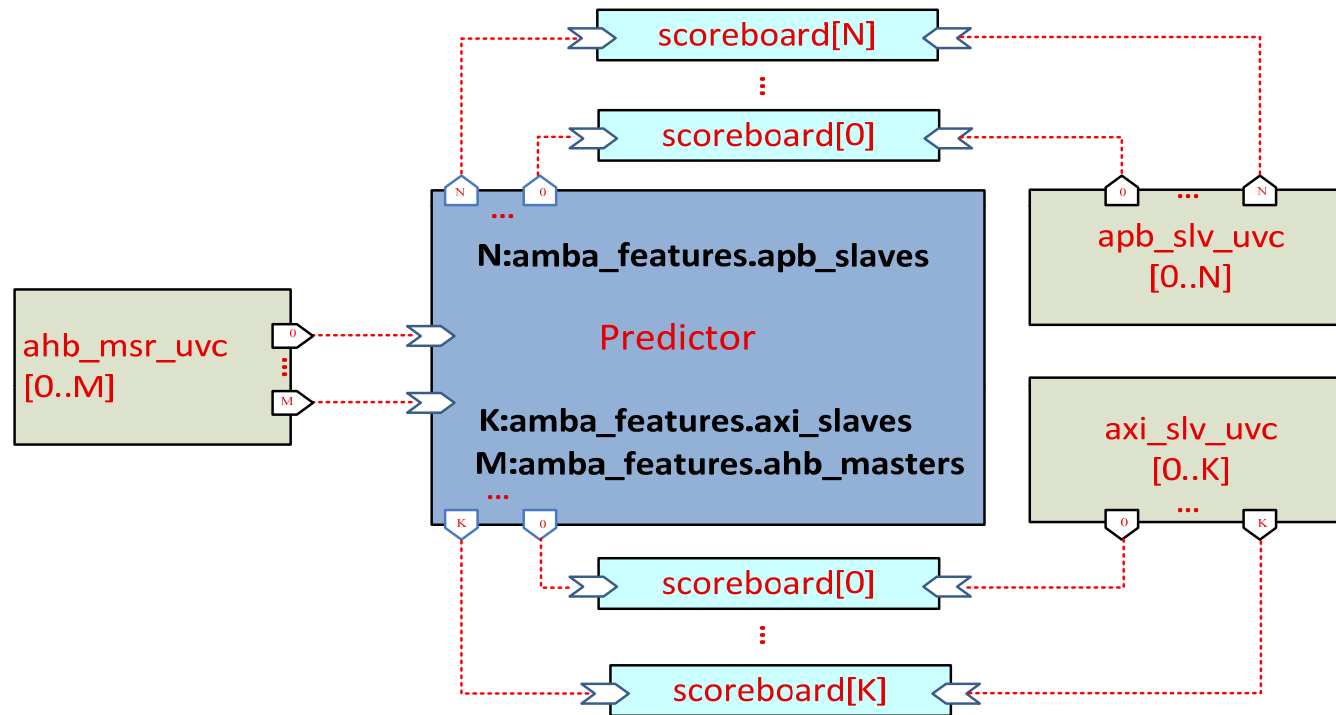 scoreboard[N]
...
scoreboard[0]
N
0
...
0
...
N
N:amba_features.apb_slaves
apb_slv_uvc
[0..N]
Predictor
ahb_msr_uvc
[0..M]
0
...
M
K:amba_features.axi_slaves
M:amba_features.ahb_masters
...
axi_slv_uvc
[0..K]
...
K
0
0
K
scoreboard[0]
...
scoreboard[K]